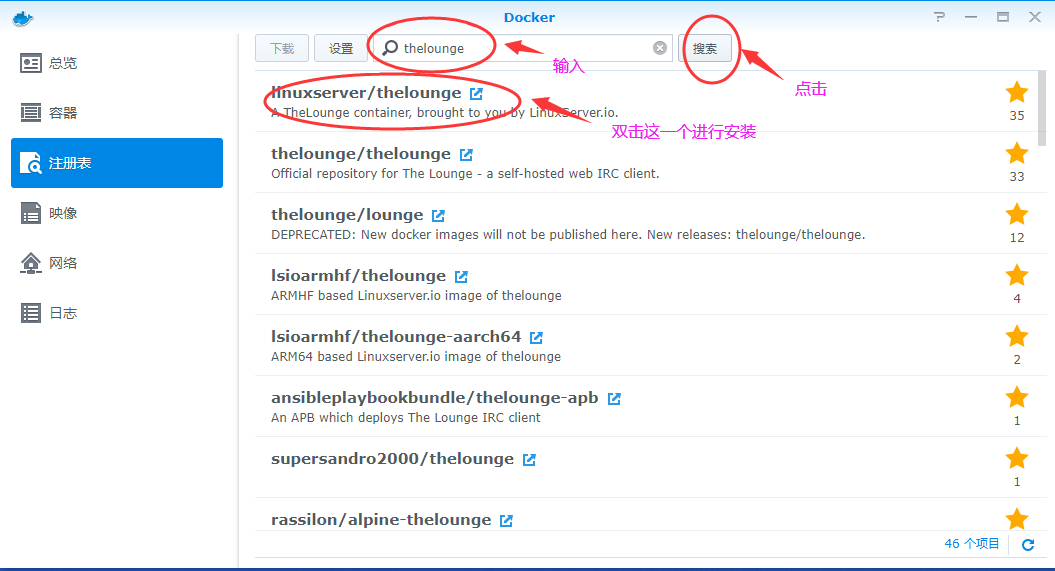 Docker
总览
容器
注册表
映像
网络
日志
下载
设置
thelounge
搜索
输入
点击
linuxserver/thelounge
A TheLounge container, brought to you by LinuxServer.io.
35
双击这一个进行安装
thelounge/thelounge
Official repository for The Lounge - a self-hosted web IRC client.
33
thelounge/lounge
DEPRECATED: New docker images will not be published here. New releases: thelounge/thelounge.
12
lsioarmhf/thelounge
ARMHF based Linuxserver.io image of thelounge
4
lsioarmhf/thelounge-aarch64
ARM64 based Linuxserver.io image of thelounge
2
ansibleplaybookbundle/thelounge-apb
An APB which deploys The Lounge IRC client
1
supersandro2000/thelounge
1
rassilon/alpine-thelounge
46 个项目